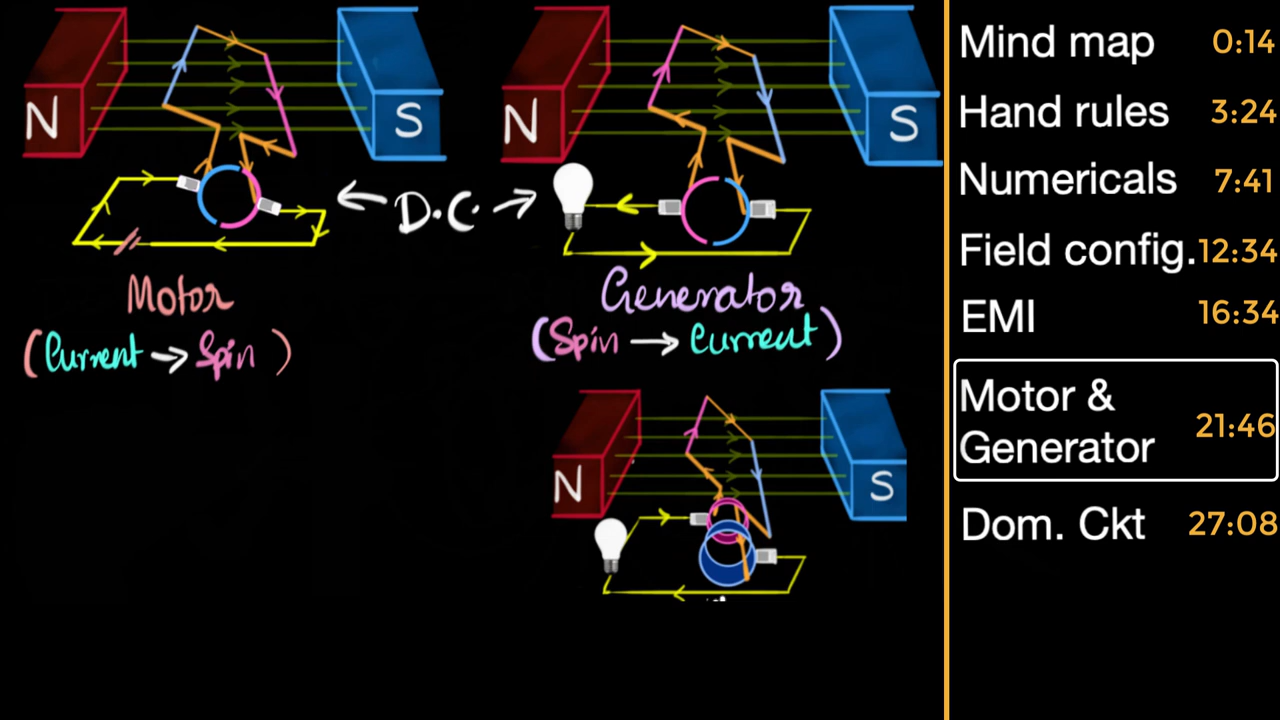 N
S
N
S
D.C.
Motor
(Current → Spin)
Generator
(Spin → Current)
N
S
Mind map 0:14
Hand rules 3:24
Numericals 7:41
Field config. 12:34
EMI 16:34
Motor &
Generator 21:46
Dom. Ckt 27:08